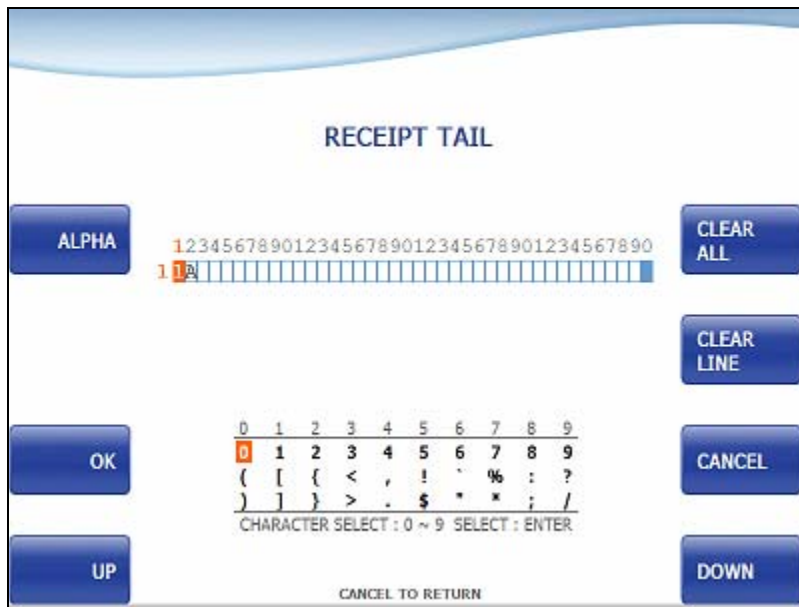 RECEIPT TAIL
ALPHA
CLEAR ALL
1234567890123456789012345678901234567890
1 1A
CLEAR LINE
0 1 2 3 4 5 6 7 8 9
0 1 2 3 4 5 6 7 8 9
( [ { < , ! ` % : ?
) ] } > . $ " * ; /
CHARACTER SELECT : 0 ~ 9 SELECT : ENTER
OK
CANCEL
UP
DOWN
CANCEL TO RETURN